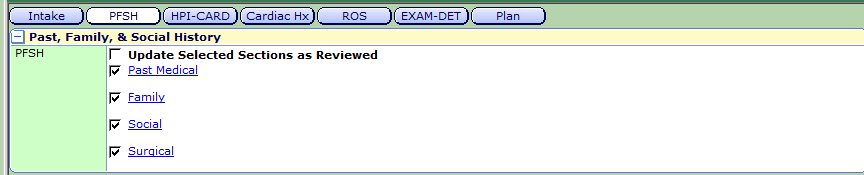 Intake PFSH HPI-CARD Cardiac Hx ROS EXAM-DET Plan
Past, Family, & Social History
PFSH Update Selected Sections as Reviewed
Past Medical
Family
Social
Surgical